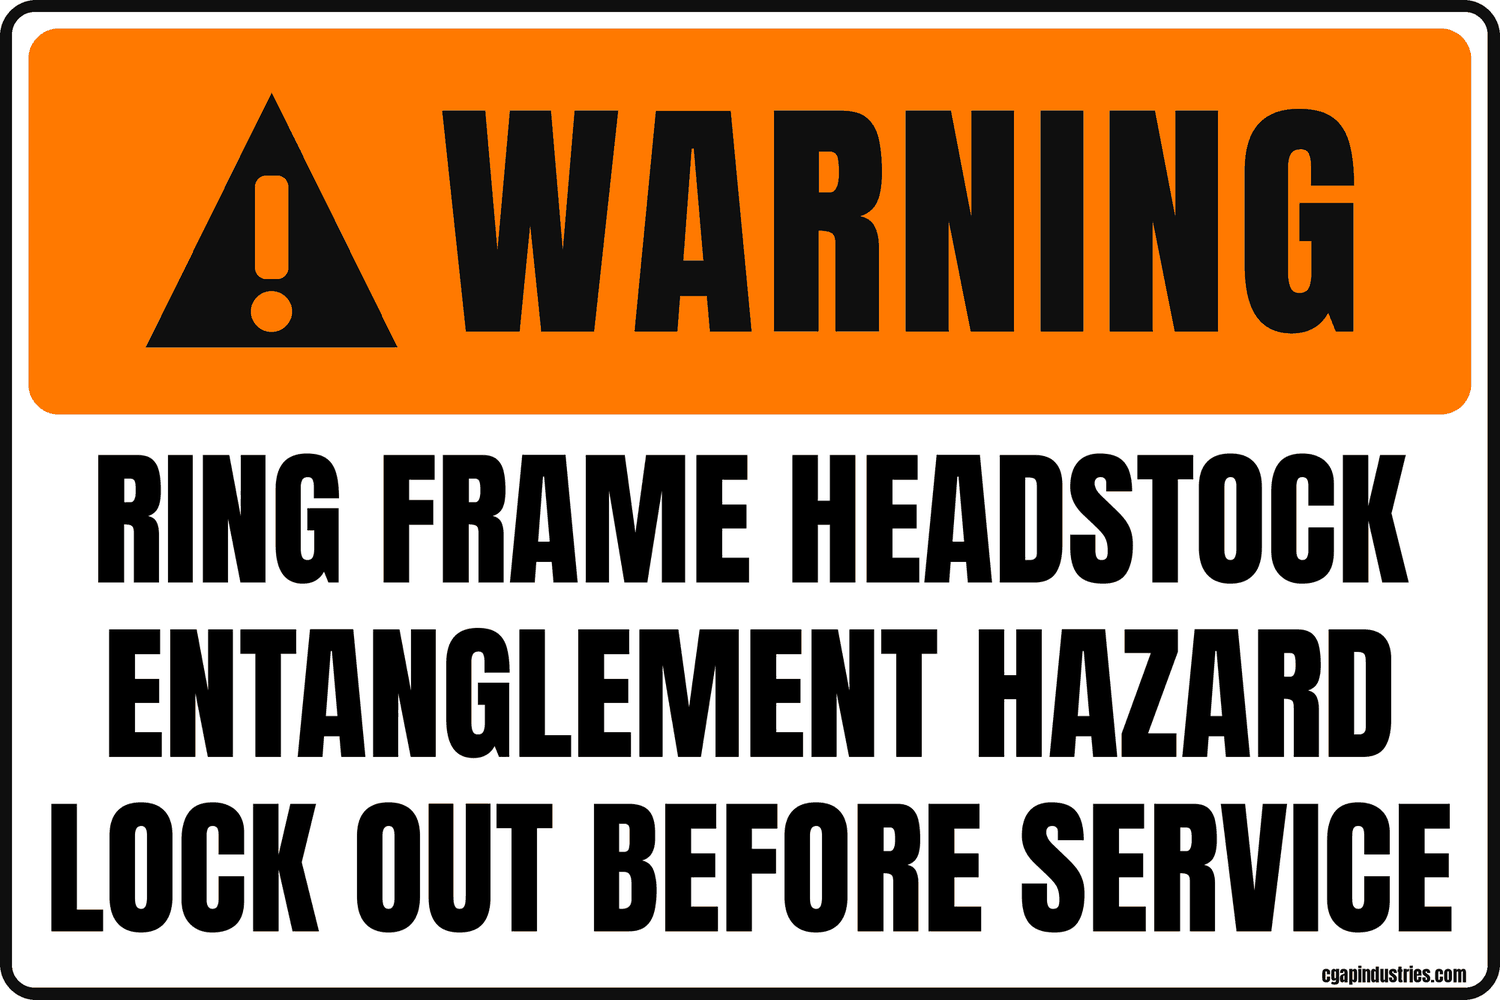 WARNING
RING FRAME HEADSTOCK
ENTANGLEMENT HAZARD
LOCK OUT BEFORE SERVICE
cgapindustries.com